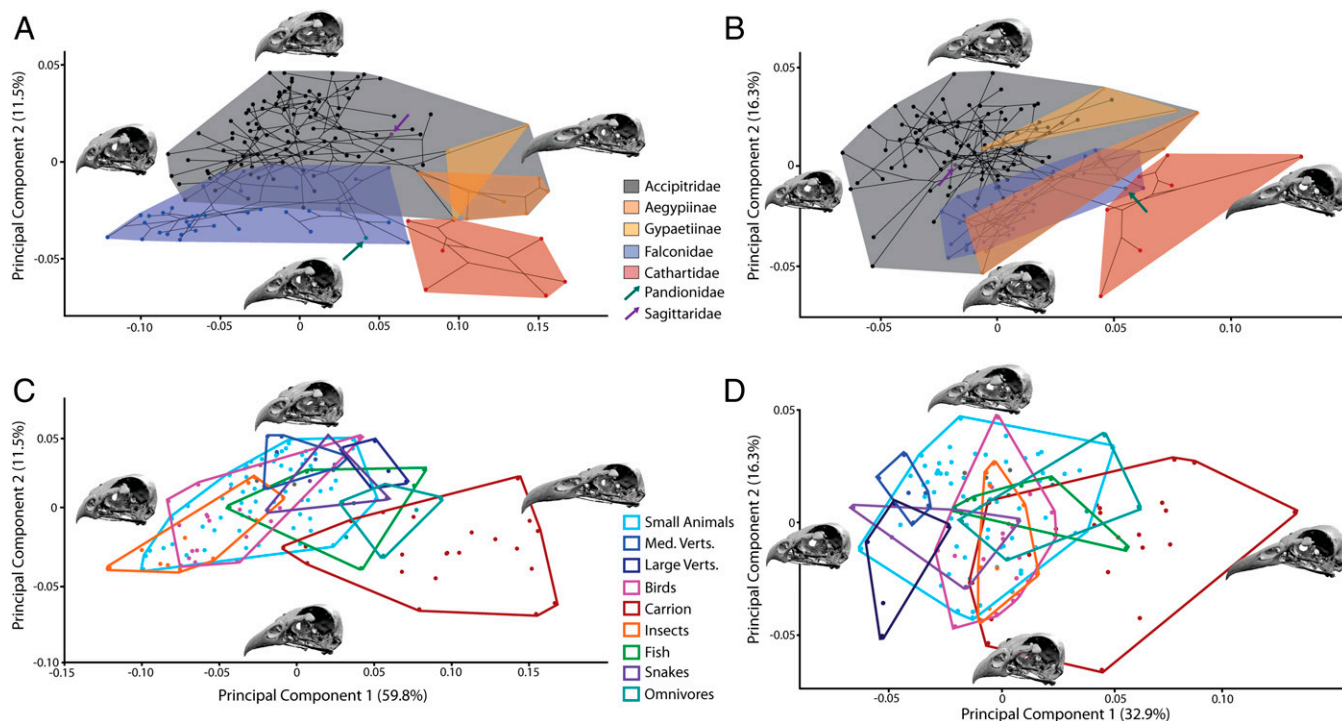 A
Principal Component 2 (11.5%)
0.05
0
-0.05
-0.10
-0.05
0
0.05
0.10
0.15
Accipitridae
Aegypiinae
Gypaetiinae
Falconidae
Cathartidae
Pandionidae
Sagittaridae
B
Principal Component 2 (16.3%)
0.05
0
-0.05
-0.05
0
0.05
0.10
C
Principal Component 2 (11.5%)
0.05
0
-0.05
-0.10
-0.15
-0.10
-0.05
0
0.05
0.10
0.15
Principal Component 1 (59.8%)
Small Animals
Med. Verts.
Large Verts.
Birds
Carrion
Insects
Fish
Snakes
Omnivores
D
Principal Component 2 (16.3%)
0.05
0
-0.05
-0.05
0
0.05
0.10
Principal Component 1 (32.9%)